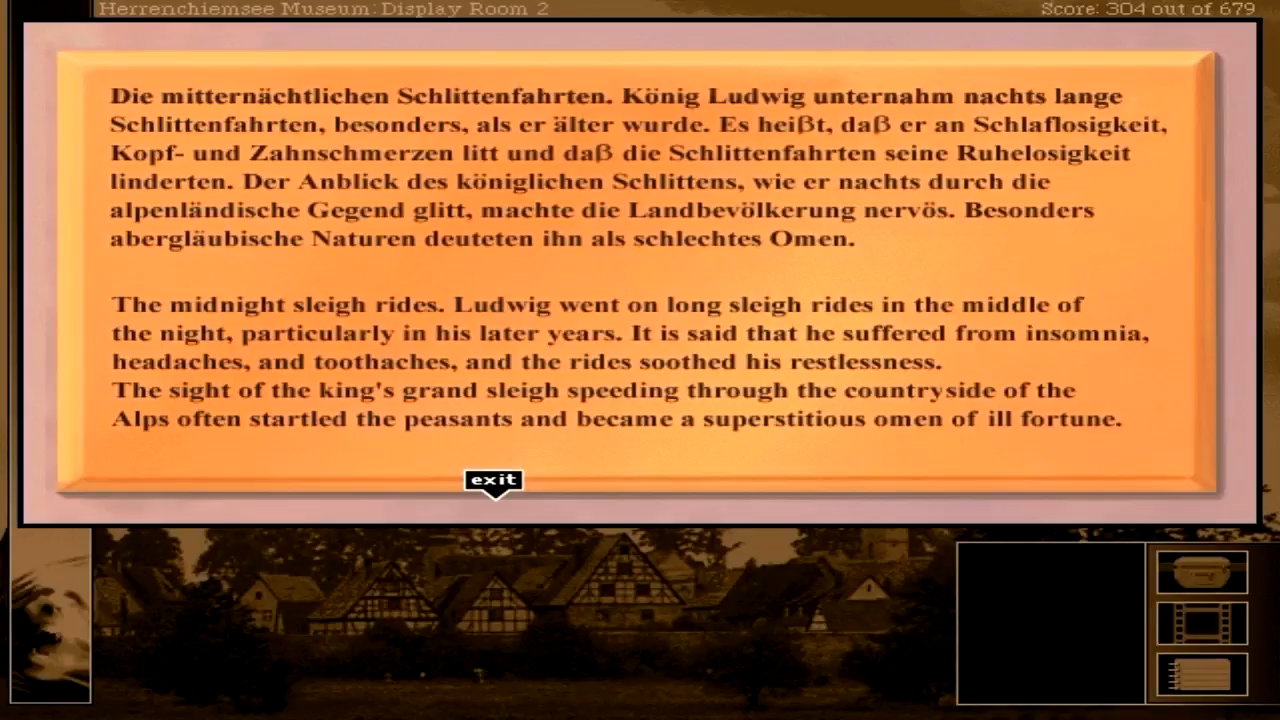 Herrenchiemsee Museum: Display Room 2
Score: 304 out of 679
Die mitternächtlichen Schlittenfahrten. König Ludwig unternahm nachts lange
Schlittenfahrten, besonders, als er älter wurde. Es heißt, daß er an Schlaflosigkeit,
Kopf- und Zahnschmerzen litt und daß die Schlittenfahrten seine Ruhelosigkeit
linderten. Der Anblick des königlichen Schlittens, wie er nachts durch die
alpenländische Gegend glitt, machte die Landbevölkerung nervös. Besonders
abergläubische Naturen deuteten ihn als schlechtes Omen.
The midnight sleigh rides. Ludwig went on long sleigh rides in the middle of
the night, particularly in his later years. It is said that he suffered from insomnia,
headaches, and toothaches, and the rides soothed his restlessness.
The sight of the king's grand sleigh speeding through the countryside of the
Alps often startled the peasants and became a superstitious omen of ill fortune.
exit